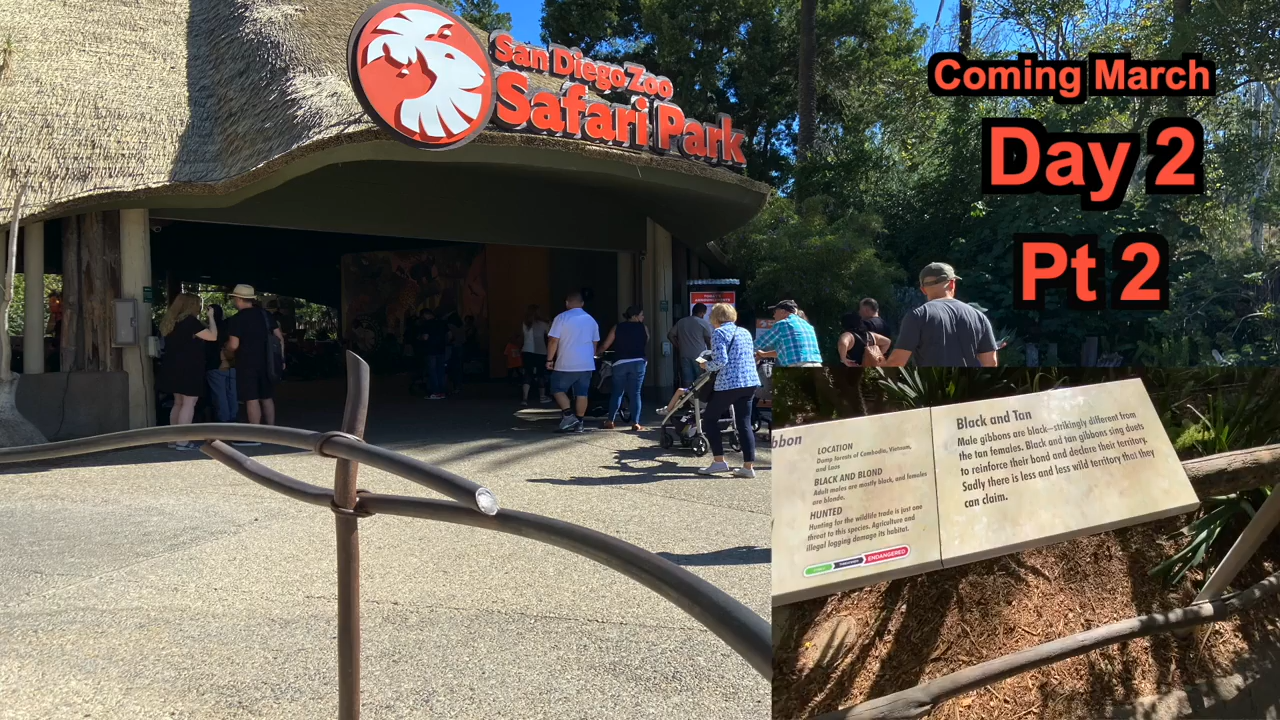 San Diego Zoo
Safari Park
Coming March
Day 2
Pt 2
bbon
LOCATION
Damp forests of Cambodia, Vietnam,
and Laos
BLACK AND BLOND
Adult males are mostly black, and females
are blonde.
HUNTED
Hunting for the wildlife trade is just one
threat to this species. Agriculture and
illegal logging damage its habitat.
ENDANGERED
Black and Tan
Male gibbons are black—strikingly different from
the tan females. Black and tan gibbons sing duets
to reinforce their bond and declare their territory.
Sadly there is less and less wild territory that they
can claim.